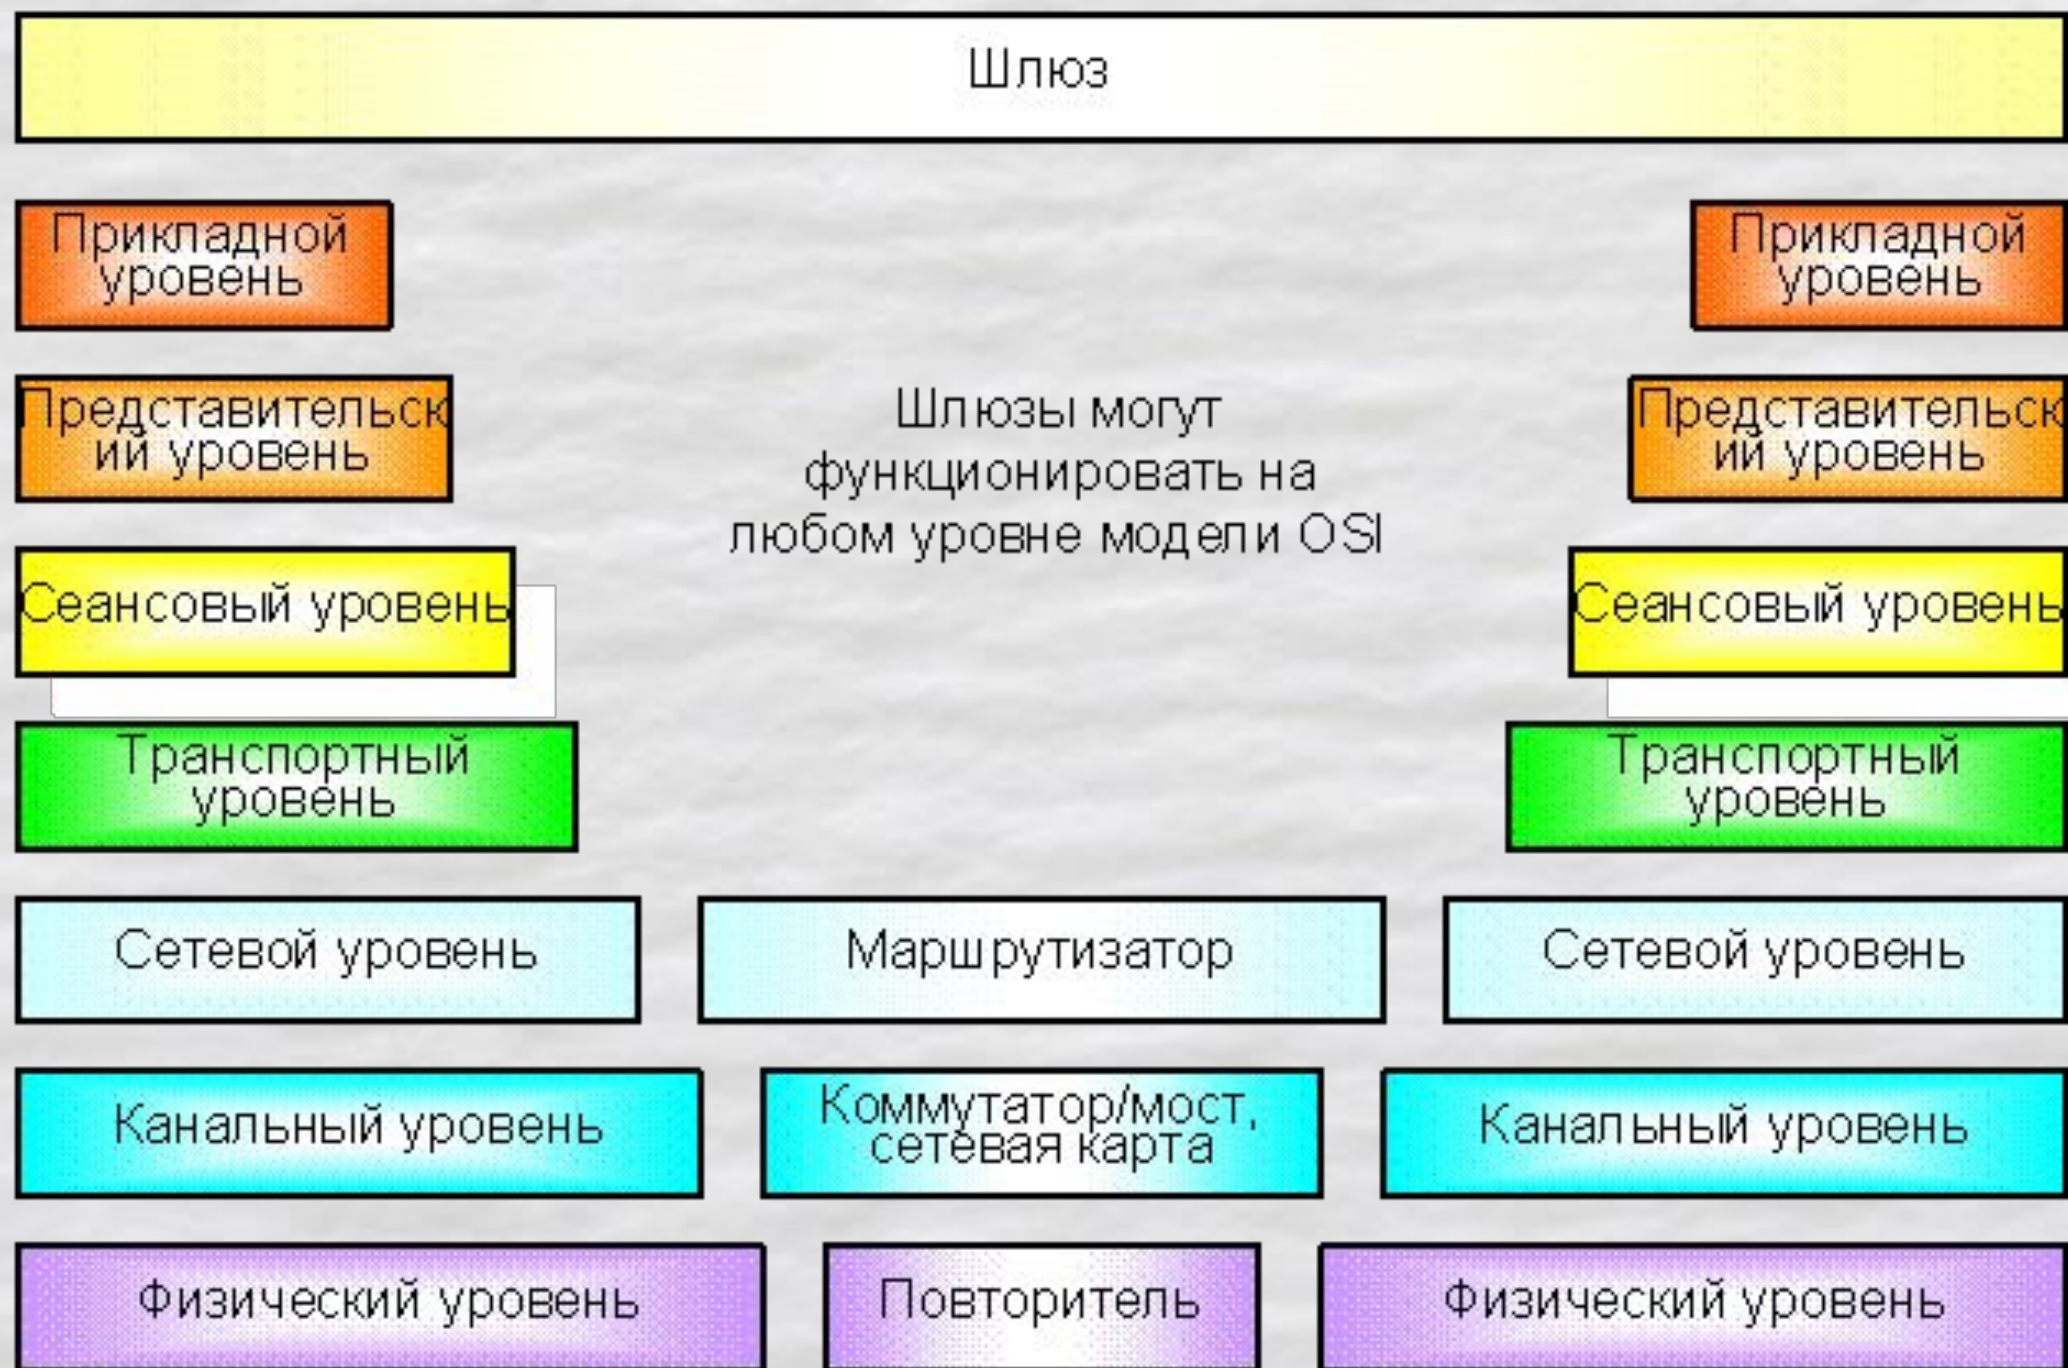 Шлюз
Прикладной
уровень
Прикладной
уровень
Представительск
ий уровень
Шлюзы могут
функционировать на
любом уровне модели OSI
Представительск
ий уровень
Сеансовый уровень
Сеансовый уровень
Транспортный
уровень
Транспортный
уровень
Сетевой уровень
Маршрутизатор
Сетевой уровень
Канальный уровень
Коммутатор/мост,
сетевая карта
Канальный уровень
Физический уровень
Повторитель
Физический уровень